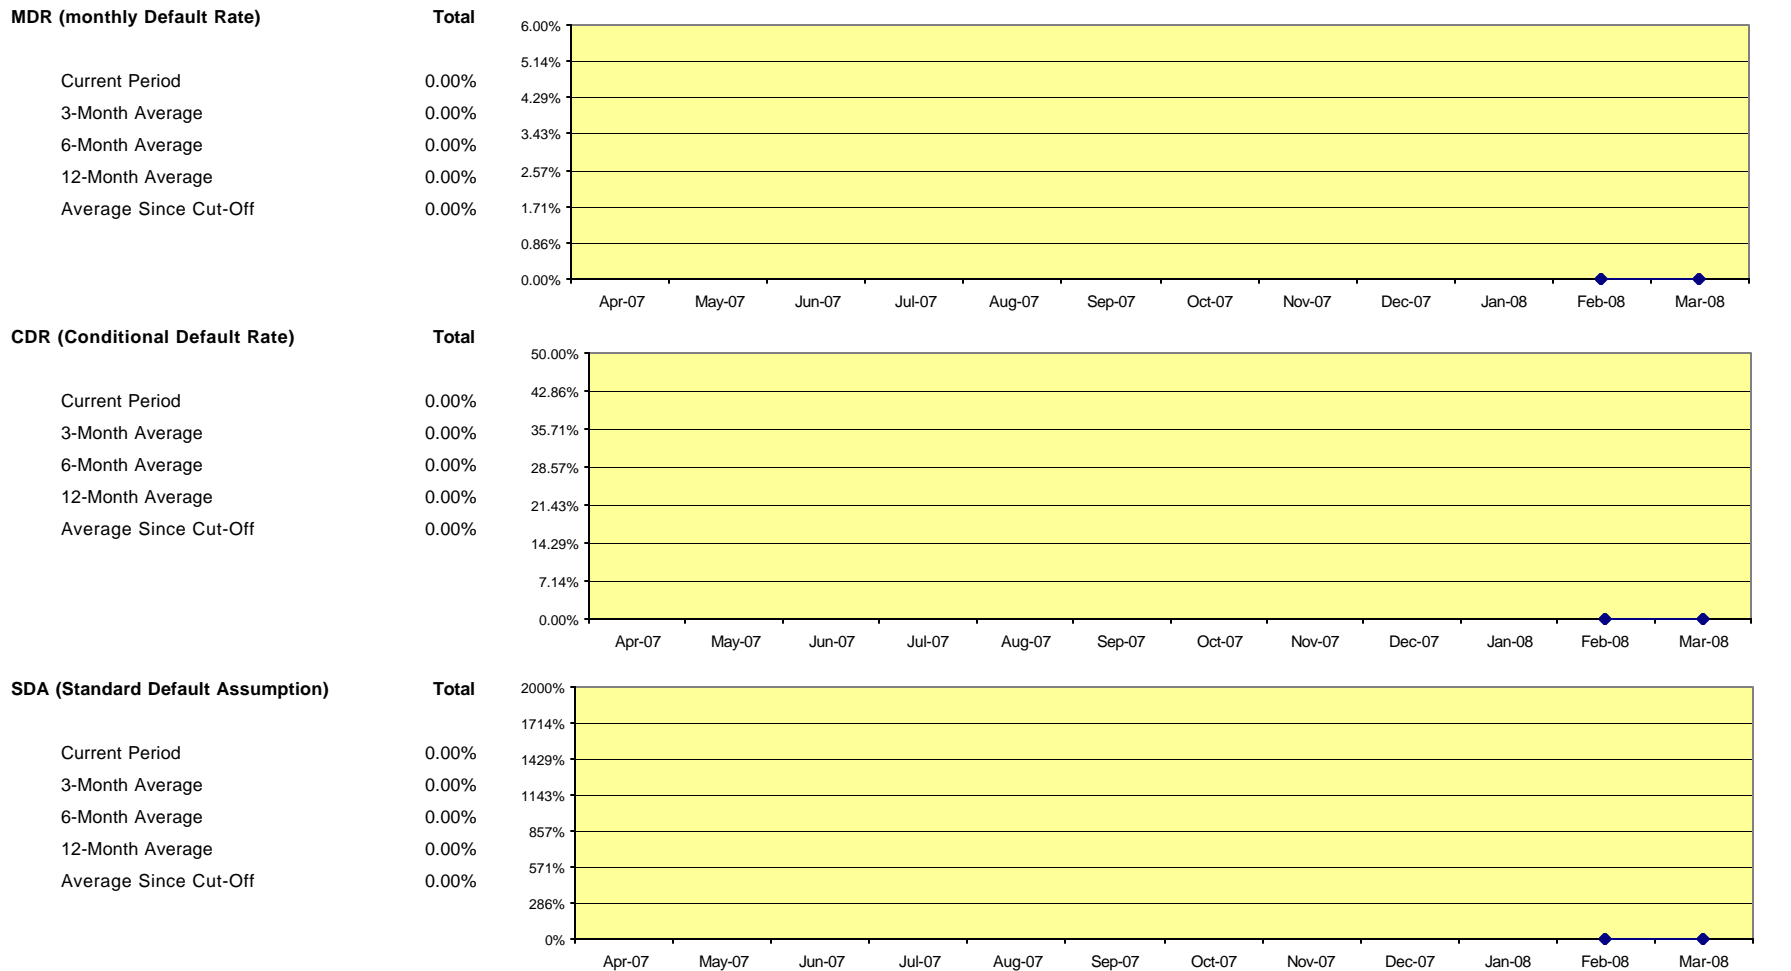 MDR (monthly Default Rate) Total
Current Period 0.00%
3-Month Average 0.00%
6-Month Average 0.00%
12-Month Average 0.00%
Average Since Cut-Off 0.00%
6.00%
5.14%
4.29%
3.43%
2.57%
1.71%
0.86%
0.00%
Apr-07 May-07 Jun-07 Jul-07 Aug-07 Sep-07 Oct-07 Nov-07 Dec-07 Jan-08 Feb-08 Mar-08
CDR (Conditional Default Rate) Total
Current Period 0.00%
3-Month Average 0.00%
6-Month Average 0.00%
12-Month Average 0.00%
Average Since Cut-Off 0.00%
50.00%
42.86%
35.71%
28.57%
21.43%
14.29%
7.14%
0.00%
Apr-07 May-07 Jun-07 Jul-07 Aug-07 Sep-07 Oct-07 Nov-07 Dec-07 Jan-08 Feb-08 Mar-08
SDA (Standard Default Assumption) Total
Current Period 0.00%
3-Month Average 0.00%
6-Month Average 0.00%
12-Month Average 0.00%
Average Since Cut-Off 0.00%
2000%
1714%
1429%
1143%
857%
571%
286%
0%
Apr-07 May-07 Jun-07 Jul-07 Aug-07 Sep-07 Oct-07 Nov-07 Dec-07 Jan-08 Feb-08 Mar-08